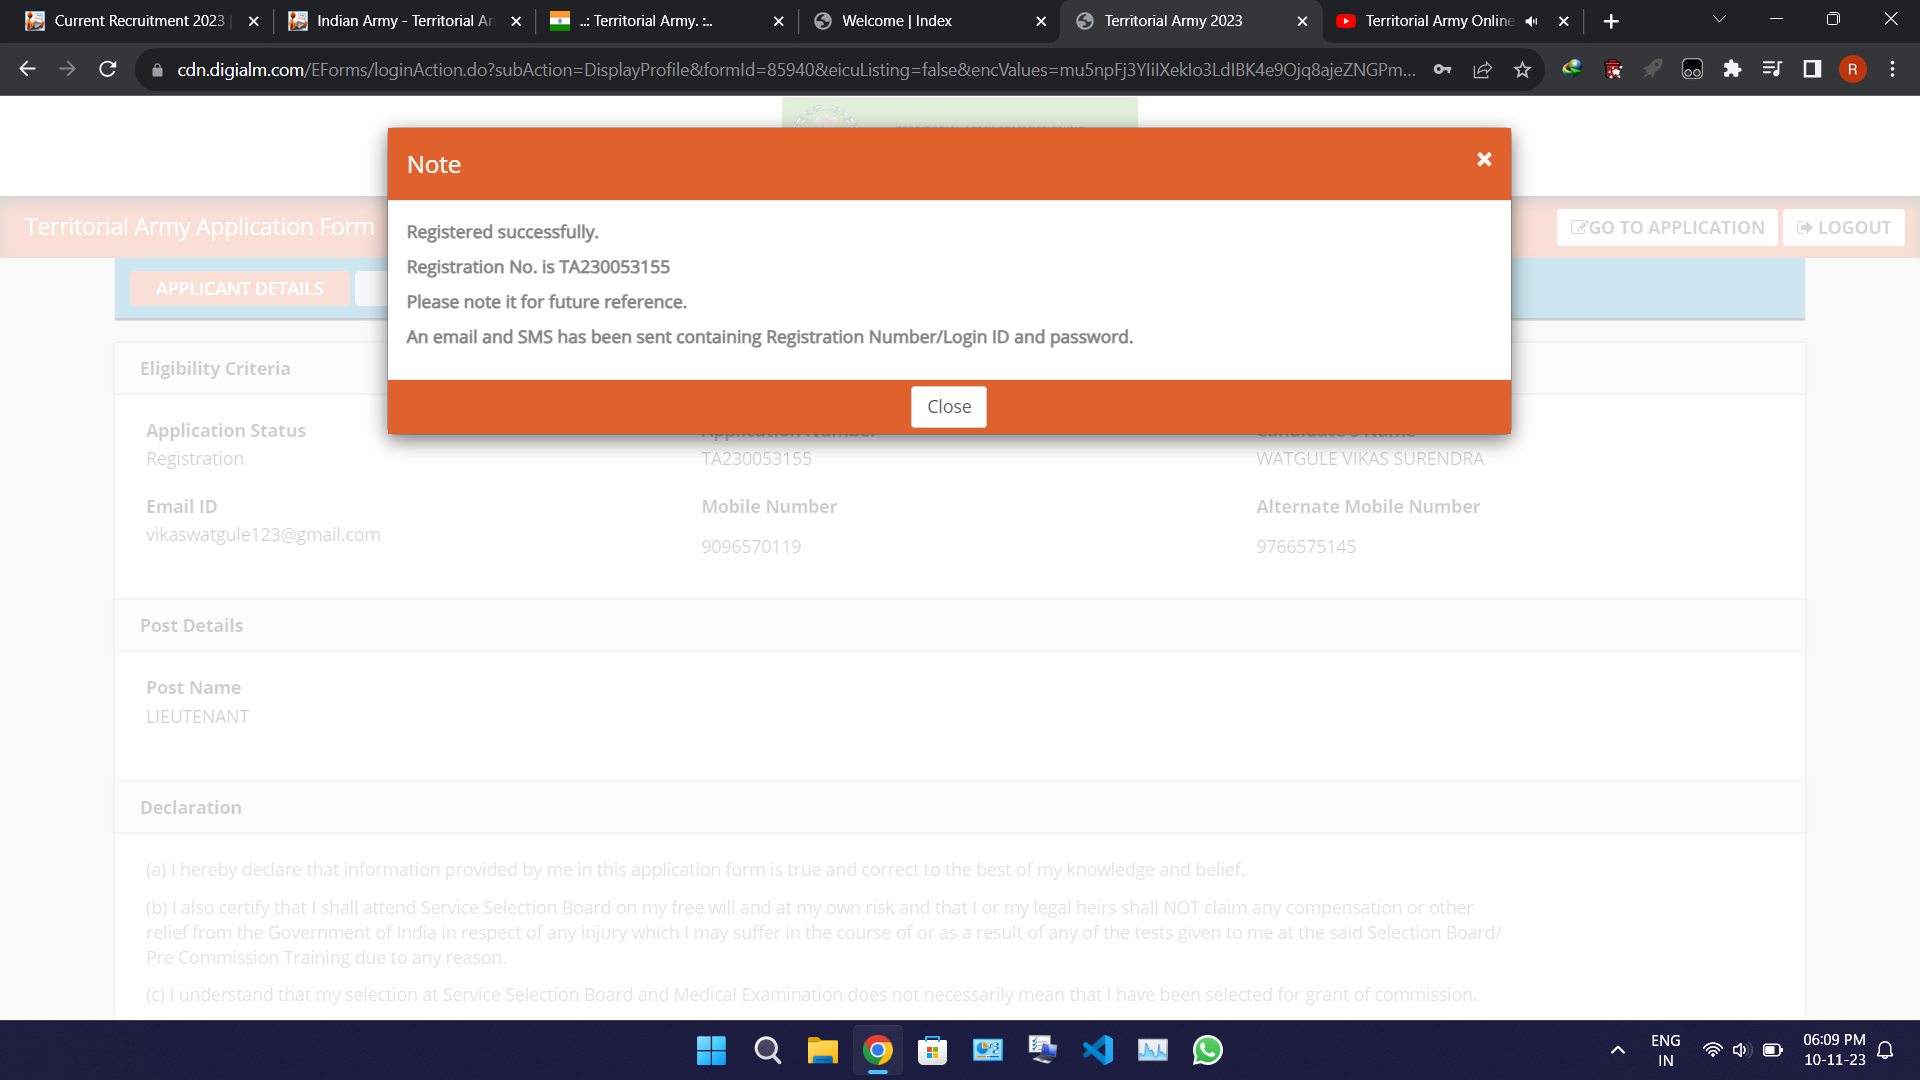 Current Recruitment 2023
Indian Army - Territorial Ar
..: Territorial Army. :..
Welcome | Index
Territorial Army 2023
Territorial Army Online
cdn.digialm.com/EForms/loginAction.do?subAction=DisplayProfile&formId=85940&eicuListing=false&encValues=mu5npFj3YIiIXekIo3LdIBK4e9Ojq8ajeZNGPm...
R
Note
Registered successfully.
Registration No. is TA230053155
Please note it for future reference.
An email and SMS has been sent containing Registration Number/Login ID and password.
Close
Territorial Army Application Form
GO TO APPLICATION
LOGOUT
APPLICANT DETAILS
Eligibility Criteria
Application Status
Application Number
Candidate's Name
Registration
TA230053155
WATGULE VIKAS SURENDRA
Email ID
Mobile Number
Alternate Mobile Number
vikaswatgule123@gmail.com
9096570119
9766575145
Post Details
Post Name
LIEUTENANT
Declaration
(a) I hereby declare that information provided by me in this application form is true and correct to the best of my knowledge and belief.
(b) I also certify that I shall attend Service Selection Board on my free will and at my own risk and that I or my legal heirs shall NOT claim any compensation or other
relief from the Government of India in respect of any injury which I may suffer in the course of or as a result of any of the tests given to me at the said Selection Board/
Pre Commission Training due to any reason.
(c) I understand that my selection at Service Selection Board and Medical Examination does not necessarily mean that I have been selected for grant of commission.
ENG
IN
06:09 PM
10-11-23